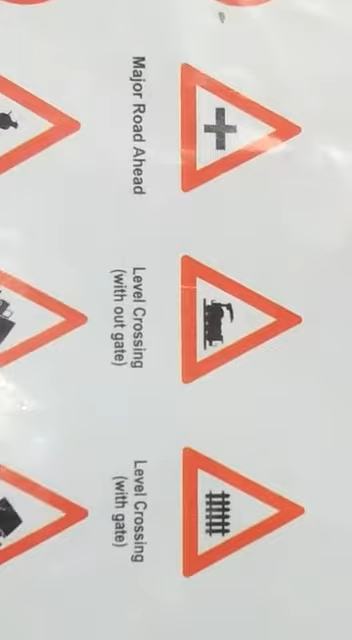 Major Road Ahead
Level Crossing
(with out gate)
Level Crossing
(with gate)